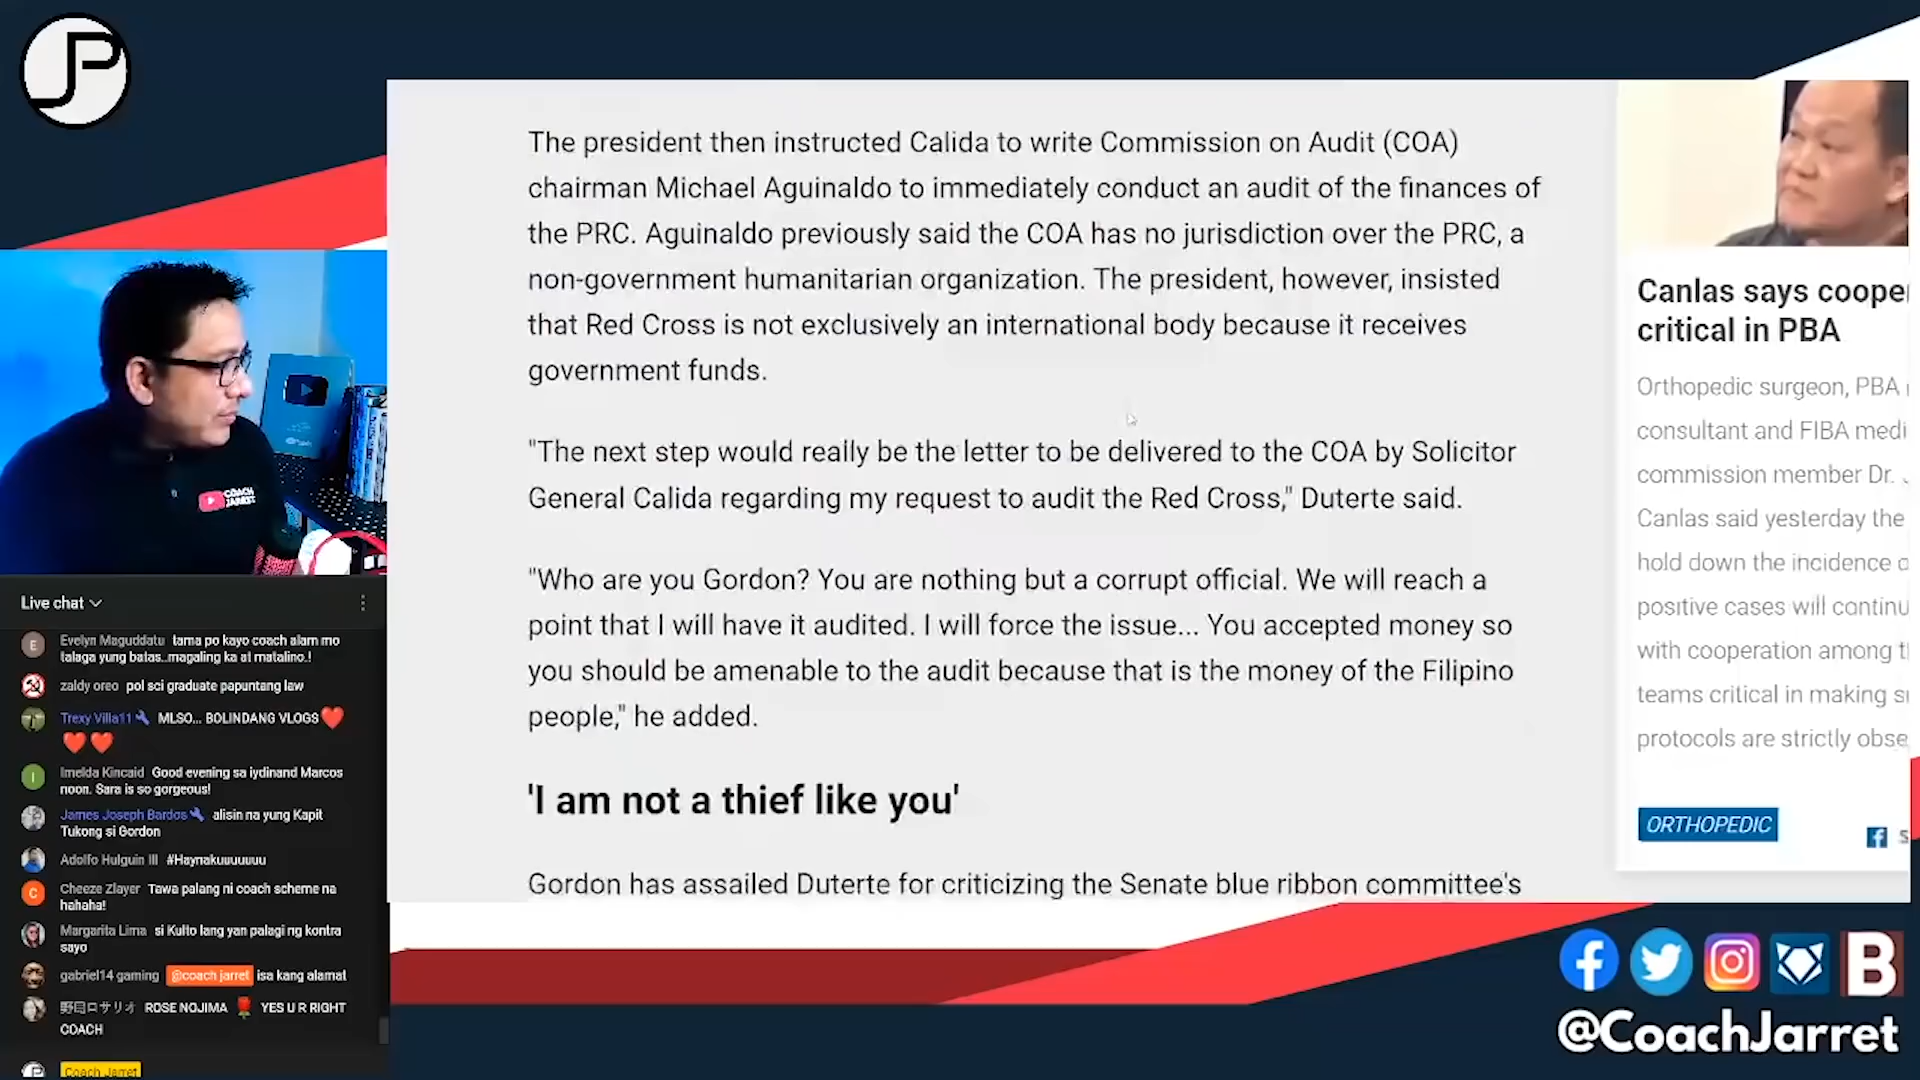 JP
The president then instructed Calida to write Commission on Audit (COA)
chairman Michael Aguinaldo to immediately conduct an audit of the finances of
the PRC. Aguinaldo previously said the COA has no jurisdiction over the PRC, a
non-government humanitarian organization. The president, however, insisted
that Red Cross is not exclusively an international body because it receives
government funds.
"The next step would really be the letter to be delivered to the COA by Solicitor
General Calida regarding my request to audit the Red Cross," Duterte said.
"Who are you Gordon? You are nothing but a corrupt official. We will reach a
point that I will have it audited. I will force the issue... You accepted money so
you should be amenable to the audit because that is the money of the Filipino
people," he added.
'I am not a thief like you'
Gordon has assailed Duterte for criticizing the Senate blue ribbon committee's
Canlas says cooper
critical in PBA
Orthopedic surgeon, PBA
consultant and FIBA medi
commission member Dr.
Canlas said yesterday the
hold down the incidence o
positive cases will continu
with cooperation among t
teams critical in making s
protocols are strictly obse
ORTHOPEDIC
COACH
JARRET
Live chat
E
Evelyn Maguddatu tama po kayo coach alam mo
talaga yung batas..magaling ka at matalino.!
zaldy oreo pol sci graduate papuntang law
Trexy Villa11 MLSO... BOLINDANG VLOGS
I
Imelda Kincaid Good evening sa iydinand Marcos
noon. Sara is so gorgeous!
James Joseph Bardos alisin na yung Kapit
Tukong si Gordon
Adolfo Hulguin III #Haynakuuuuuuu
C
Cheeze Zlayer Tawa palang ni coach scheme na
hahaha!
Margarita Lima si Kulto lang yan palagi ng kontra
sayo
gabriel14 gaming @coach jarret isa kang alamat
野呂ロサリオ ROSE NOJIMA YES U R RIGHT
COACH
Coach Jarret
B
@CoachJarret